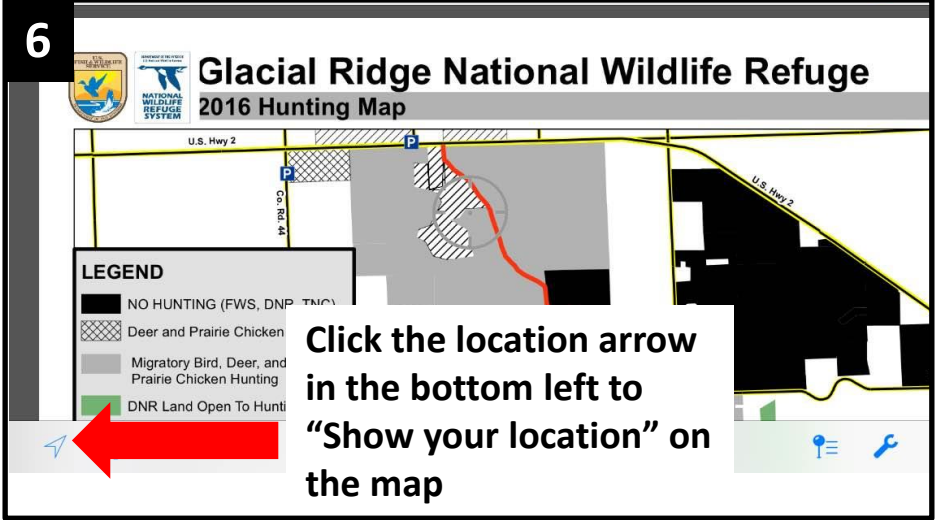 6
U.S.
FISH & WILDLIFE
SERVICE
NATIONAL
WILDLIFE
REFUGE
SYSTEM
Glacial Ridge National Wildlife Refuge
2016 Hunting Map
U.S. Hwy 2
P
P
Co. Rd. 44
U.S. Hwy 2
LEGEND
NO HUNTING (FWS, DNR, TNC)
Deer and Prairie Chicken
Migratory Bird, Deer, and
Prairie Chicken Hunting
DNR Land Open To Hunti
Click the location arrow
in the bottom left to
“Show your location” on
the map